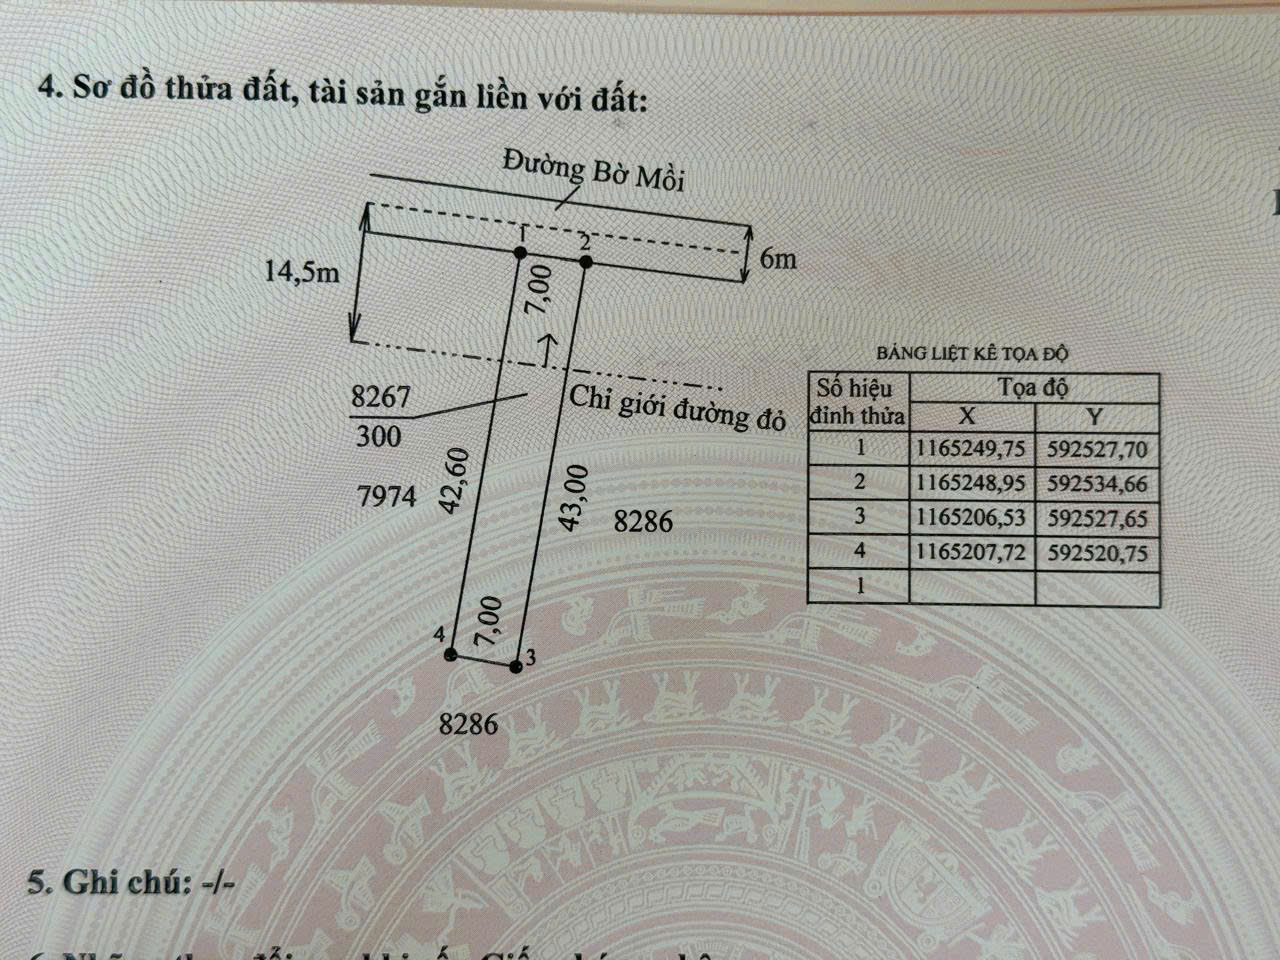 4. Sơ đồ thửa đất, tài sản gắn liền với đất:
Đường Bờ Mồi
1
2
6m
14,5m
7,00
8267
300
Chỉ giới đường đỏ
7974
42,60
43,00
8286
7,00
4
3
8286
BẢNG LIỆT KÊ TỌA ĐỘ
Số hiệu đỉnh thửa
Tọa độ
X Y
1 1165249,75 592527,70
2 1165248,95 592534,66
3 1165206,53 592527,65
4 1165207,72 592520,75
1
5. Ghi chú: -/-